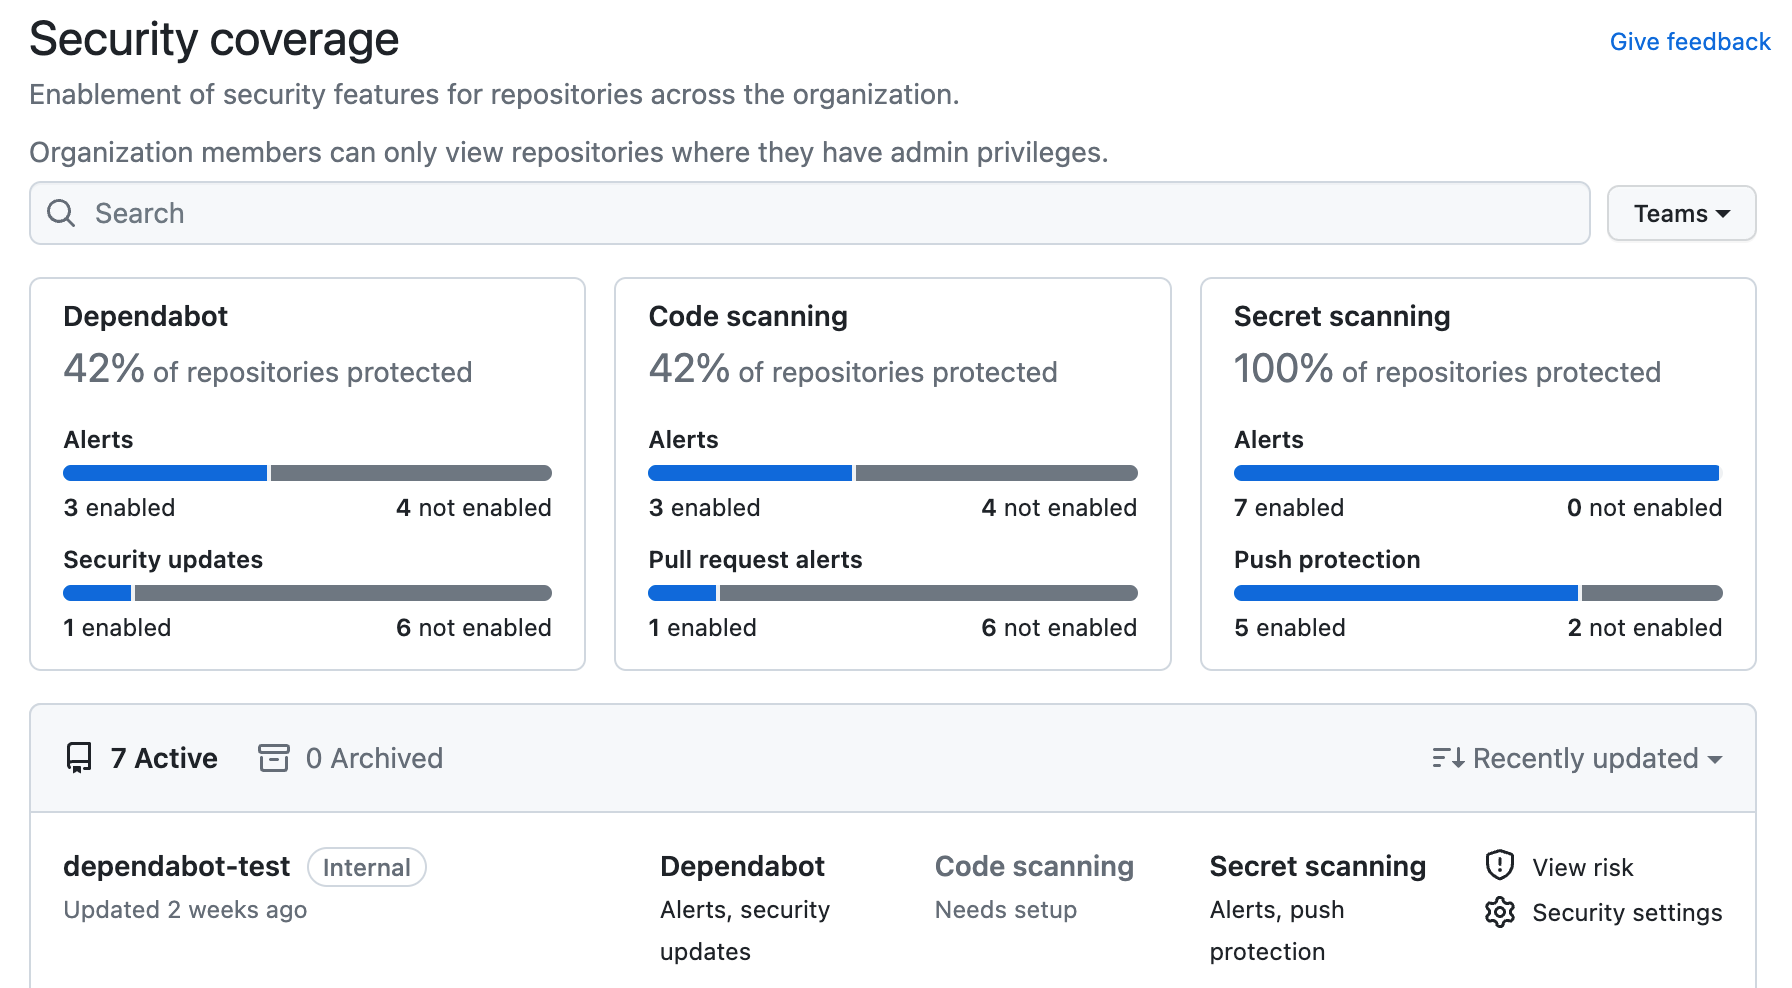 Security coverage
Give feedback
Enablement of security features for repositories across the organization.
Organization members can only view repositories where they have admin privileges.
Search
Teams
Dependabot
42% of repositories protected
Alerts
3 enabled 4 not enabled
Security updates
1 enabled 6 not enabled
Code scanning
42% of repositories protected
Alerts
3 enabled 4 not enabled
Pull request alerts
1 enabled 6 not enabled
Secret scanning
100% of repositories protected
Alerts
7 enabled 0 not enabled
Push protection
5 enabled 2 not enabled
7 Active 0 Archived Recently updated
dependabot-test Internal
Updated 2 weeks ago
Dependabot
Alerts, security
updates
Code scanning
Needs setup
Secret scanning
Alerts, push
protection
View risk
Security settings